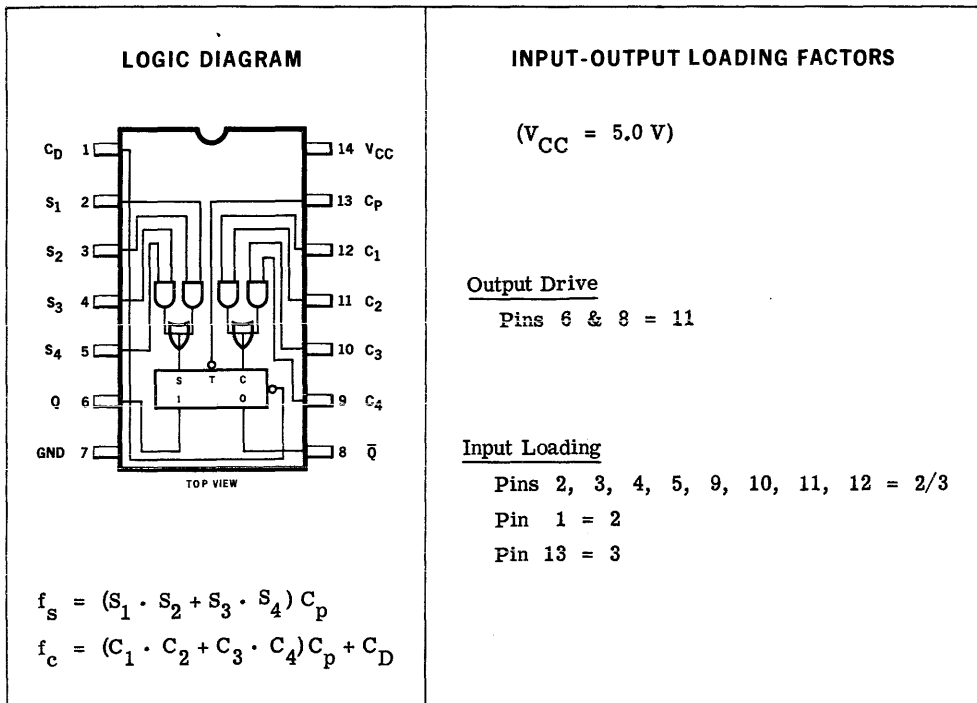 LOGIC DIAGRAM
C_D 1
S_1 2
S_2 3
S_3 4
S_4 5
Q 6
GND 7
14 V_CC
13 C_P
12 C_1
11 C_2
10 C_3
9 C_4
8 Q̅
S T C
1 0
TOP VIEW
f_s = (S_1 · S_2 + S_3 · S_4) C_p
f_c = (C_1 · C_2 + C_3 · C_4) C_p + C_D
INPUT-OUTPUT LOADING FACTORS
(V_CC = 5.0 V)
Output Drive
Pins 6 & 8 = 11
Input Loading
Pins 2, 3, 4, 5, 9, 10, 11, 12 = 2/3
Pin 1 = 2
Pin 13 = 3